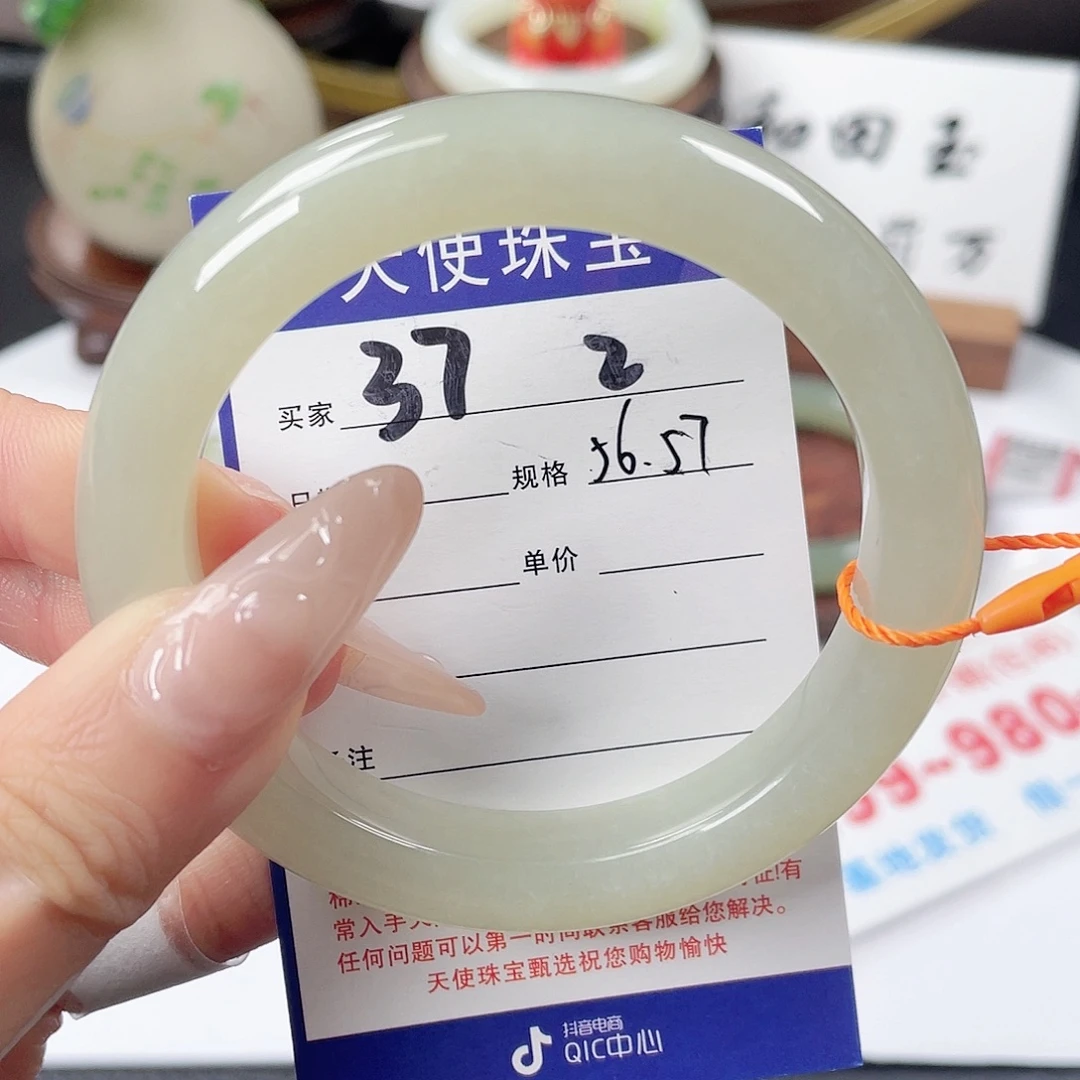 和田玉
万
天使珠宝
买家 37 2
规格 56.57
单价
注
常入手
任何问题可以第一时间联系客服给您解决。
天使珠宝甄选祝您购物愉快
抖音电商
QIC中心
9-980